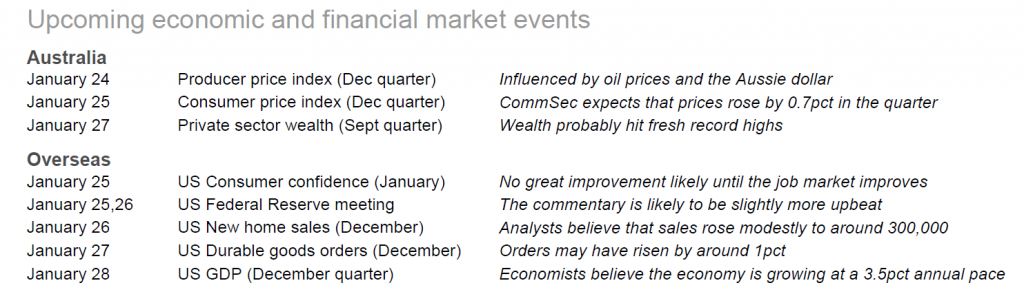 Upcoming economic and financial market events
Australia
January 24 Producer price index (Dec quarter) Influenced by oil prices and the Aussie dollar
January 25 Consumer price index (Dec quarter) CommSec expects that prices rose by 0.7pct in the quarter
January 27 Private sector wealth (Sept quarter) Wealth probably hit fresh record highs
Overseas
January 25 US Consumer confidence (January) No great improvement likely until the job market improves
January 25,26 US Federal Reserve meeting The commentary is likely to be slightly more upbeat
January 26 US New home sales (December) Analysts believe that sales rose modestly to around 300,000
January 27 US Durable goods orders (December) Orders may have risen by around 1pct
January 28 US GDP (December quarter) Economists believe the economy is growing at a 3.5pct annual pace